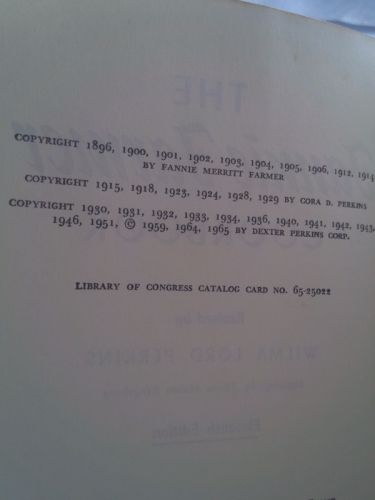 COPYRIGHT 1896, 1900, 1901, 1902, 1903, 1904, 1905, 1906, 1912, 1914
BY FANNIE MERRITT FARMER
COPYRIGHT 1915, 1918, 1923, 1924, 1928, 1929 BY CORA D. PERKINS
COPYRIGHT 1930, 1931, 1932, 1933, 1934, 1936, 1940, 1941, 1942, 1943,
1946, 1951, © 1959, 1964, 1965 BY DEXTER PERKINS CORP.
LIBRARY OF CONGRESS CATALOG CARD NO. 65-25022